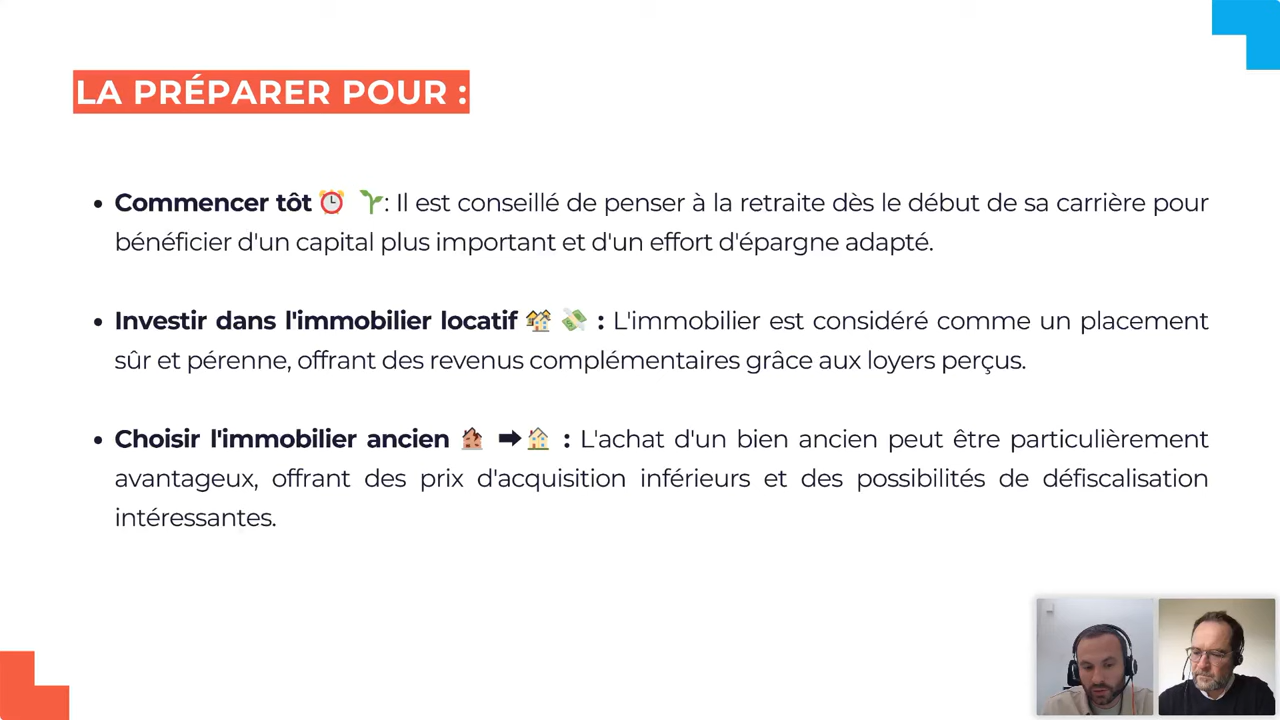 LA PRÉPARER POUR :
• Commencer tôt ⏰ 🌱: Il est conseillé de penser à la retraite dès le début de sa carrière pour
bénéficier d'un capital plus important et d'un effort d'épargne adapté.
• Investir dans l'immobilier locatif 🏘️ 💸 : L'immobilier est considéré comme un placement
sûr et pérenne, offrant des revenus complémentaires grâce aux loyers perçus.
• Choisir l'immobilier ancien 🏚️ ➡🏠 : L'achat d'un bien ancien peut être particulièrement
avantageux, offrant des prix d'acquisition inférieurs et des possibilités de défiscalisation
intéressantes.